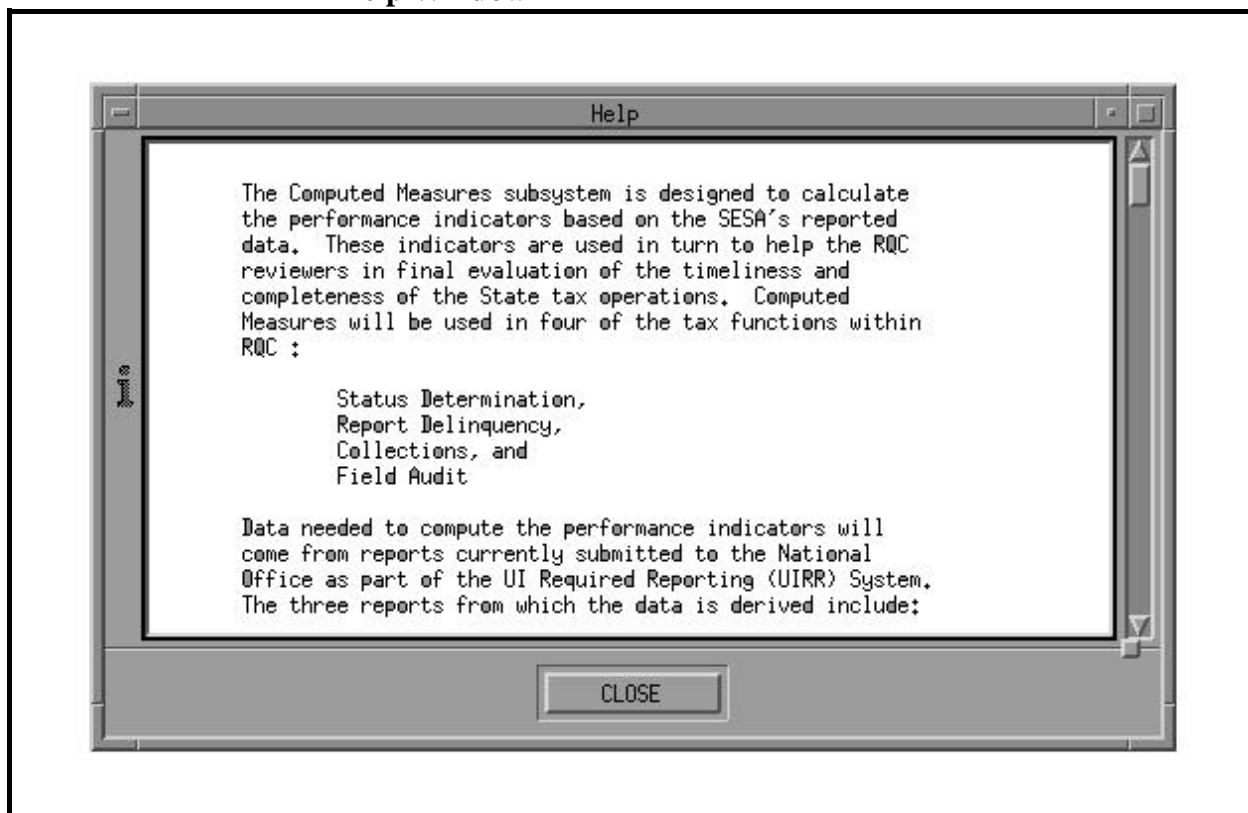 Help
The Computed Measures subsystem is designed to calculate
the performance indicators based on the SESA's reported
data.  These indicators are used in turn to help the RQC
reviewers in final evaluation of the timeliness and
completeness of the State tax operations.  Computed
Measures will be used in four of the tax functions within
RQC :
Status Determination,
Report Delinquency,
Collections, and
Field Audit
Data needed to compute the performance indicators will
come from reports currently submitted to the National
Office as part of the UI Required Reporting (UIRR) System.
The three reports from which the data is derived include:
CLOSE